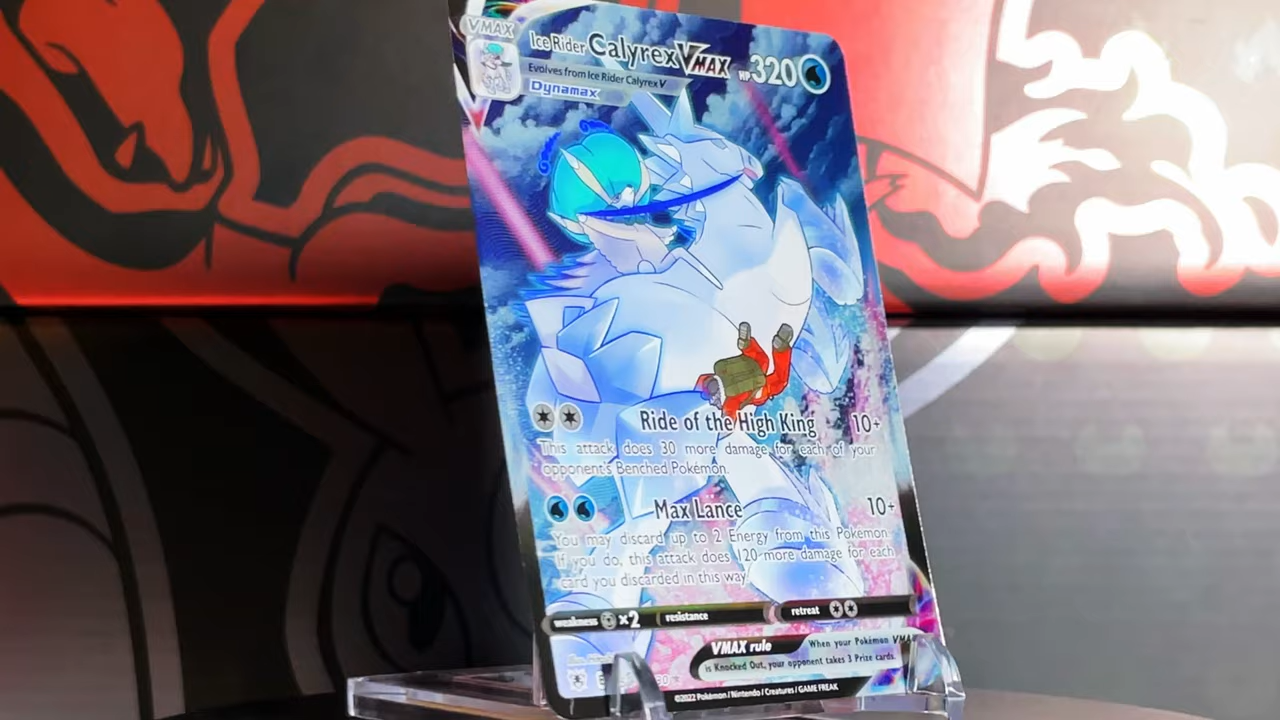 VMAX
Ice Rider Calyrex VMAX HP 320
Evolves from Ice Rider Calyrex V
Dynamax
Ride of the High King 10+
This attack does 30 more damage for each of your
opponent's Benched Pokémon.
Max Lance 10+
You may discard up to 2 Energy from this Pokémon.
If you do, this attack does 120 more damage for each
card you discarded in this way.
weakness ×2 resistance retreat
VMAX rule When your Pokémon VMAX
is Knocked Out, your opponent takes 3 Prize cards.
©2022 Pokémon / Nintendo / Creatures / GAME FREAK